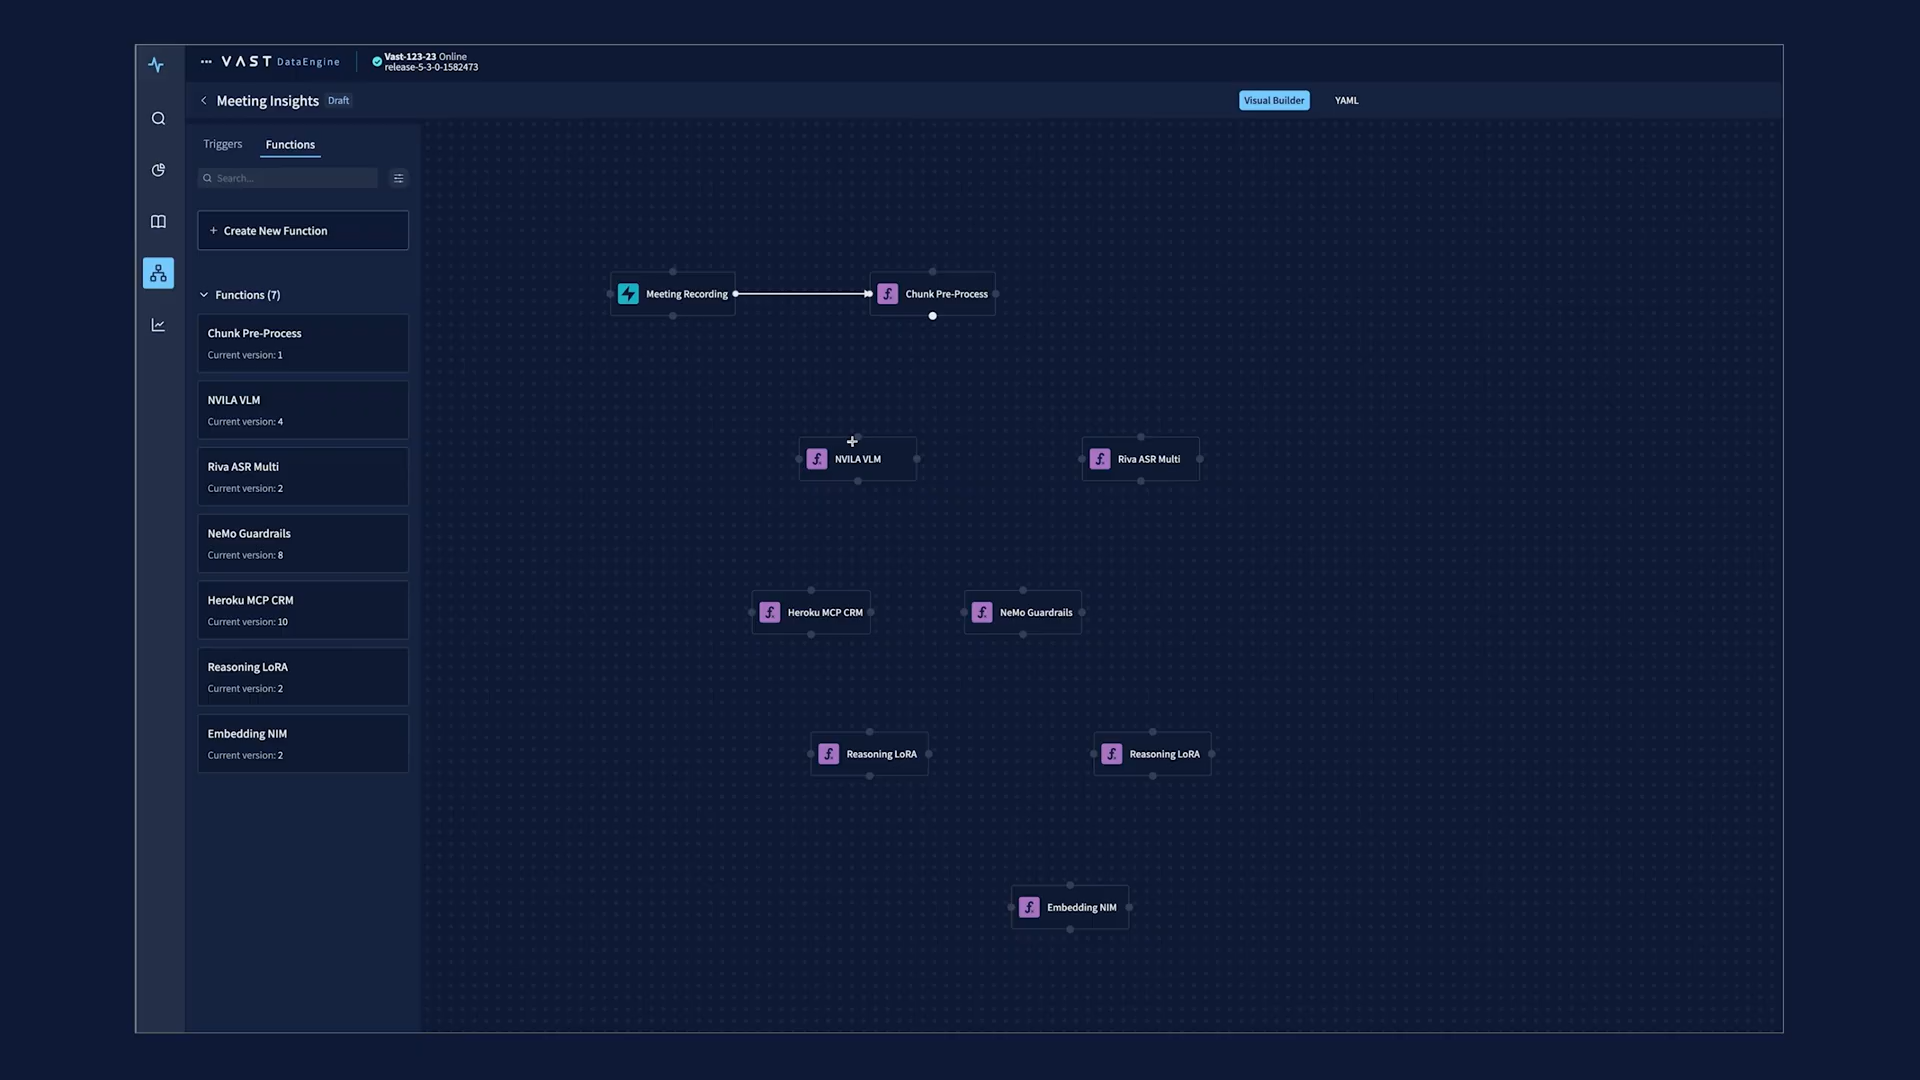 VAST DataEngine
Vast-123-23 Online
release-5-3-0-1582473
Meeting Insights Draft
Visual Builder YAML
Triggers Functions
Search...
+ Create New Function
Functions (7)
Chunk Pre-Process
Current version: 1
NVILA VLM
Current version: 4
Riva ASR Multi
Current version: 2
NeMo Guardrails
Current version: 8
Heroku MCP CRM
Current version: 10
Reasoning LoRA
Current version: 2
Embedding NIM
Current version: 2
Meeting Recording
Chunk Pre-Process
NVILA VLM
Riva ASR Multi
Heroku MCP CRM
NeMo Guardrails
Reasoning LoRA
Reasoning LoRA
Embedding NIM